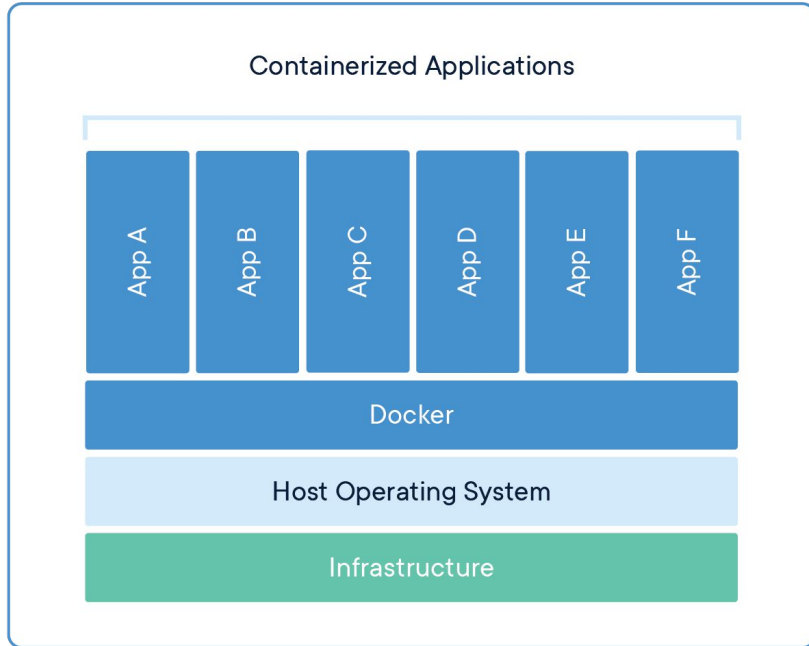 Containerized Applications
App A
App B
App C
App D
App E
App F
Docker
Host Operating System
Infrastructure